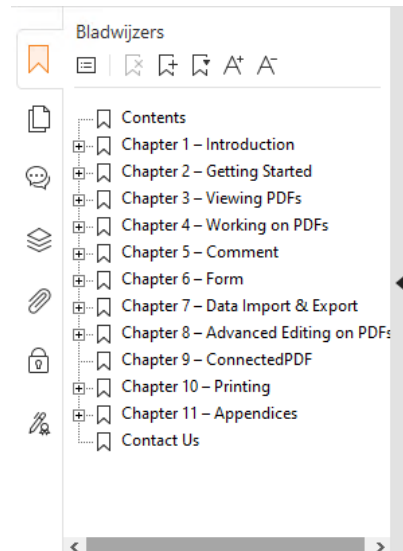 Bladwijzers
Contents
Chapter 1 – Introduction
Chapter 2 – Getting Started
Chapter 3 – Viewing PDFs
Chapter 4 – Working on PDFs
Chapter 5 – Comment
Chapter 6 – Form
Chapter 7 – Data Import & Export
Chapter 8 – Advanced Editing on PDFs
Chapter 9 – ConnectedPDF
Chapter 10 – Printing
Chapter 11 – Appendices
Contact Us